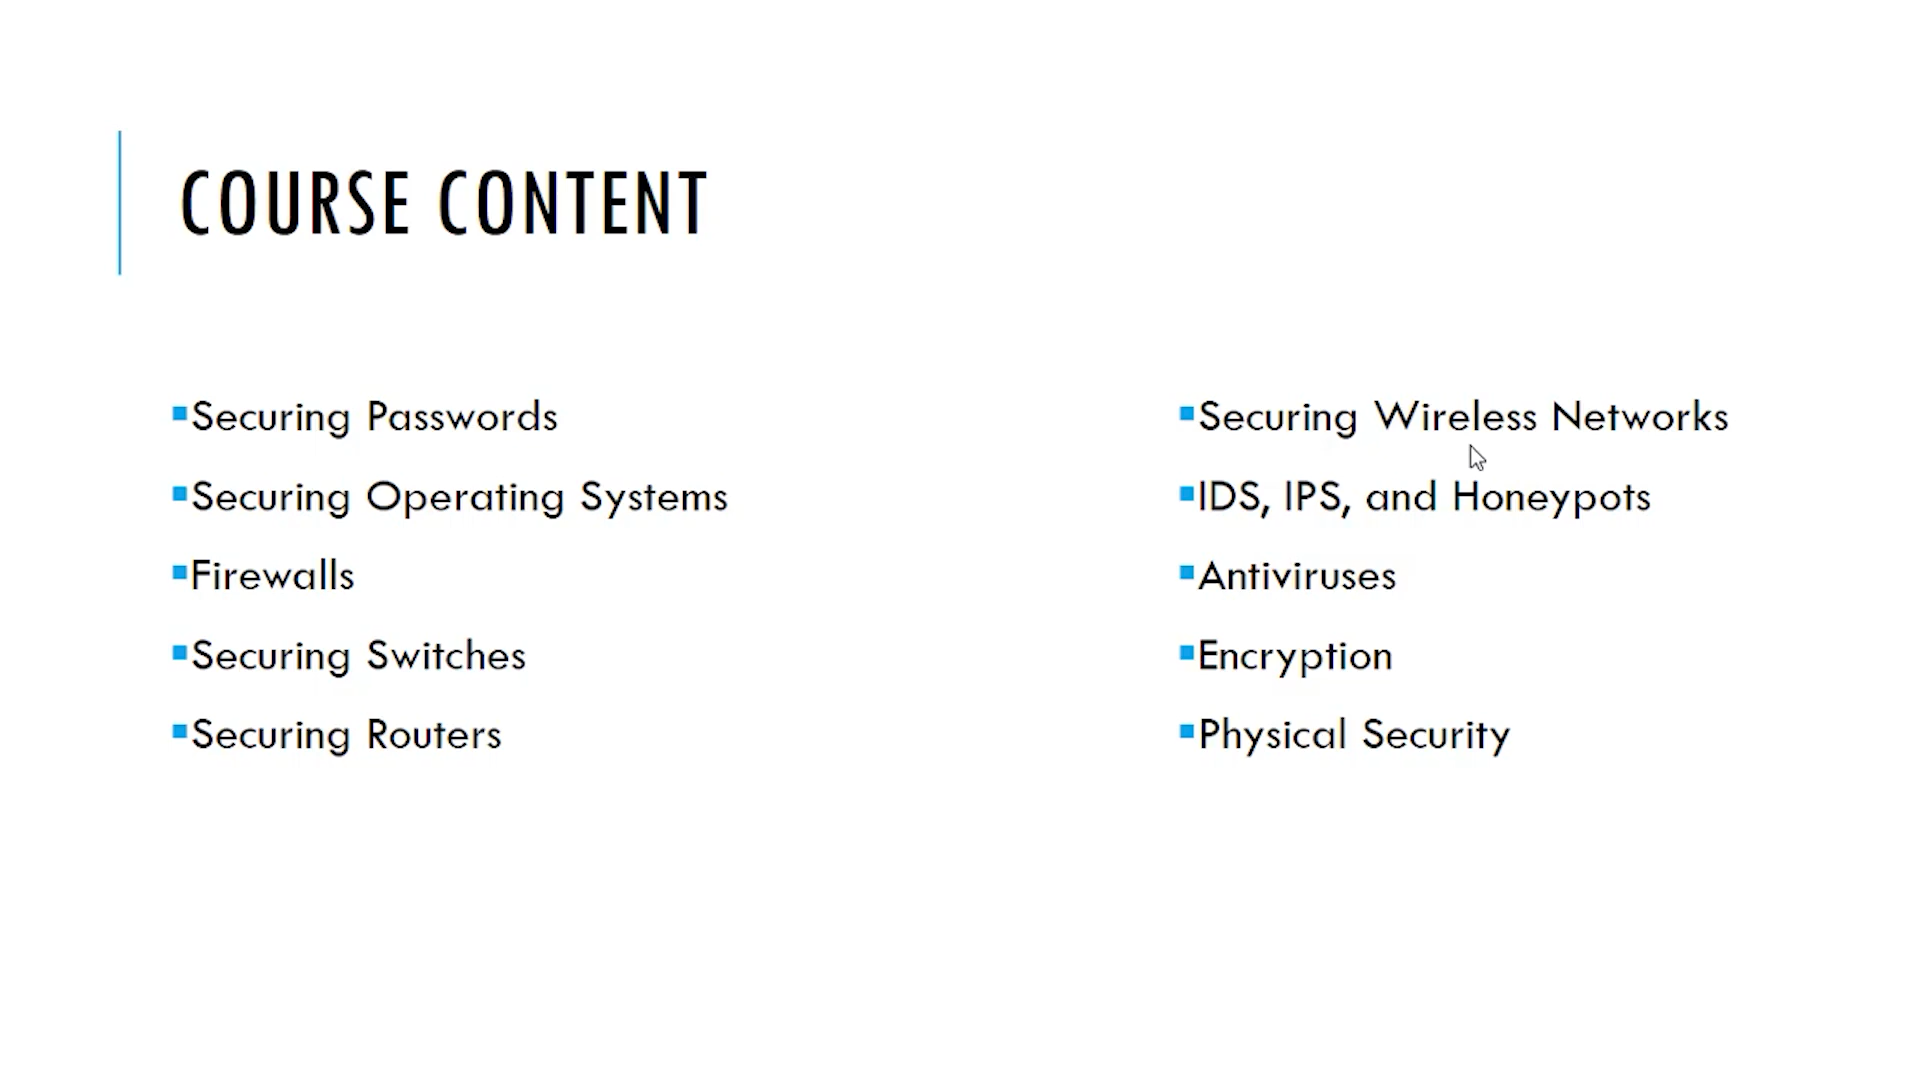 COURSE CONTENT
Securing Passwords
Securing Operating Systems
Firewalls
Securing Switches
Securing Routers
Securing Wireless Networks
IDS, IPS, and Honeypots
Antiviruses
Encryption
Physical Security